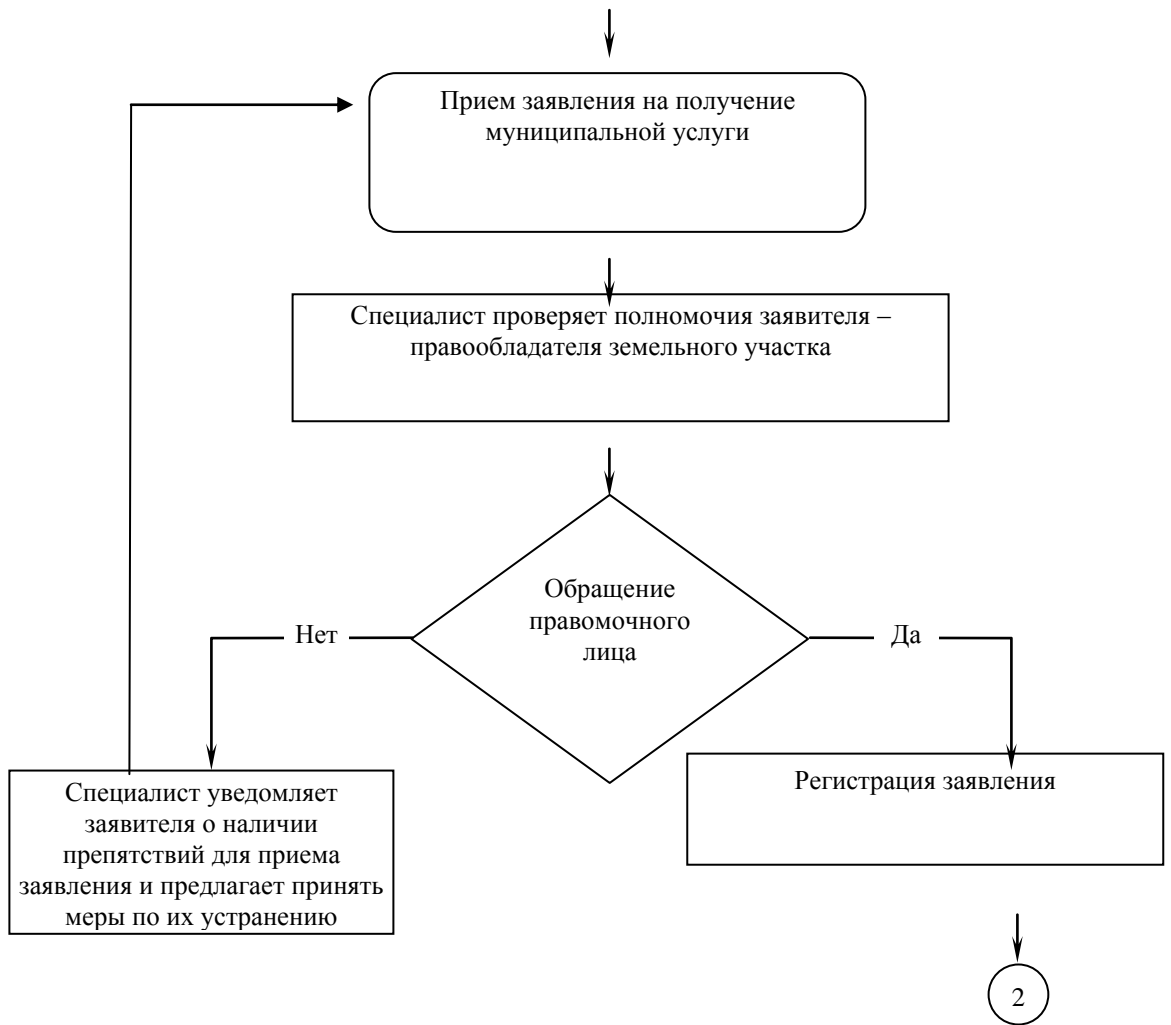 Прием заявления на получение
муниципальной услуги
Специалист проверяет полномочия заявителя –
правообладателя земельного участка
Обращение
правомочного
лица
Нет
Да
Специалист уведомляет
заявителя о наличии
препятствий для приема
заявления и предлагает принять
меры по их устранению
Регистрация заявления
2